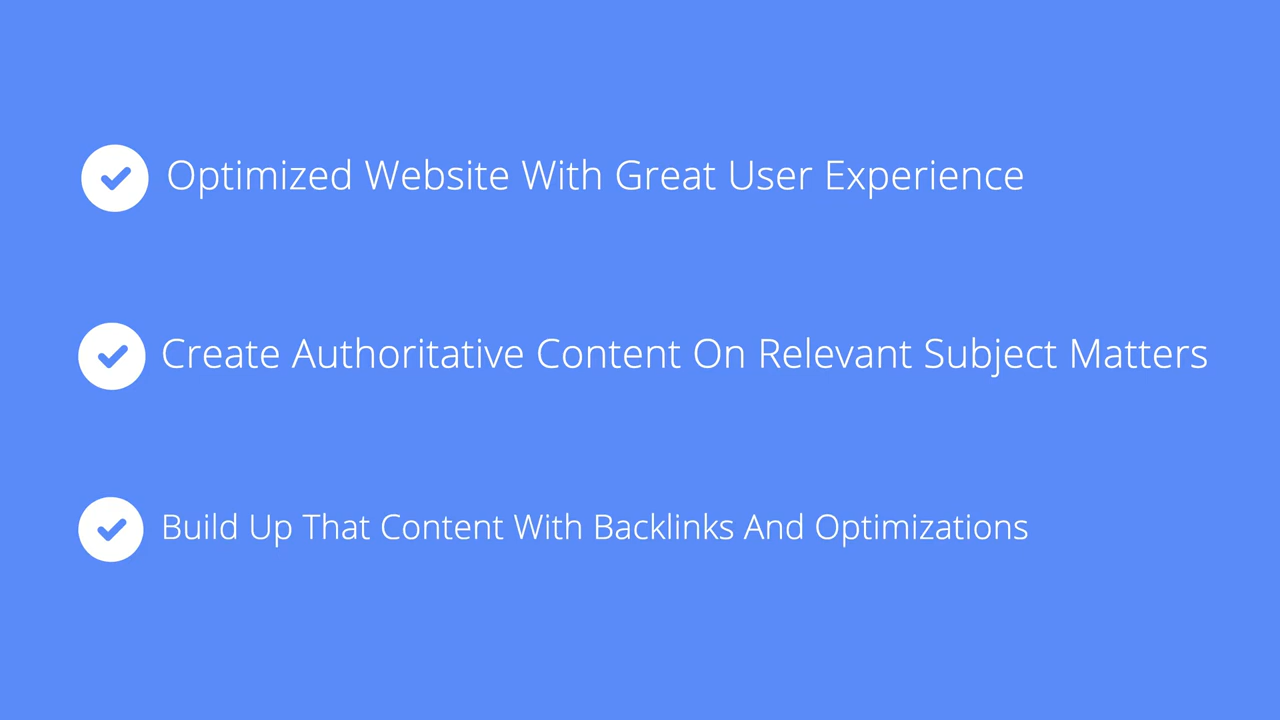 Optimized Website With Great User Experience
Create Authoritative Content On Relevant Subject Matters
Build Up That Content With Backlinks And Optimizations